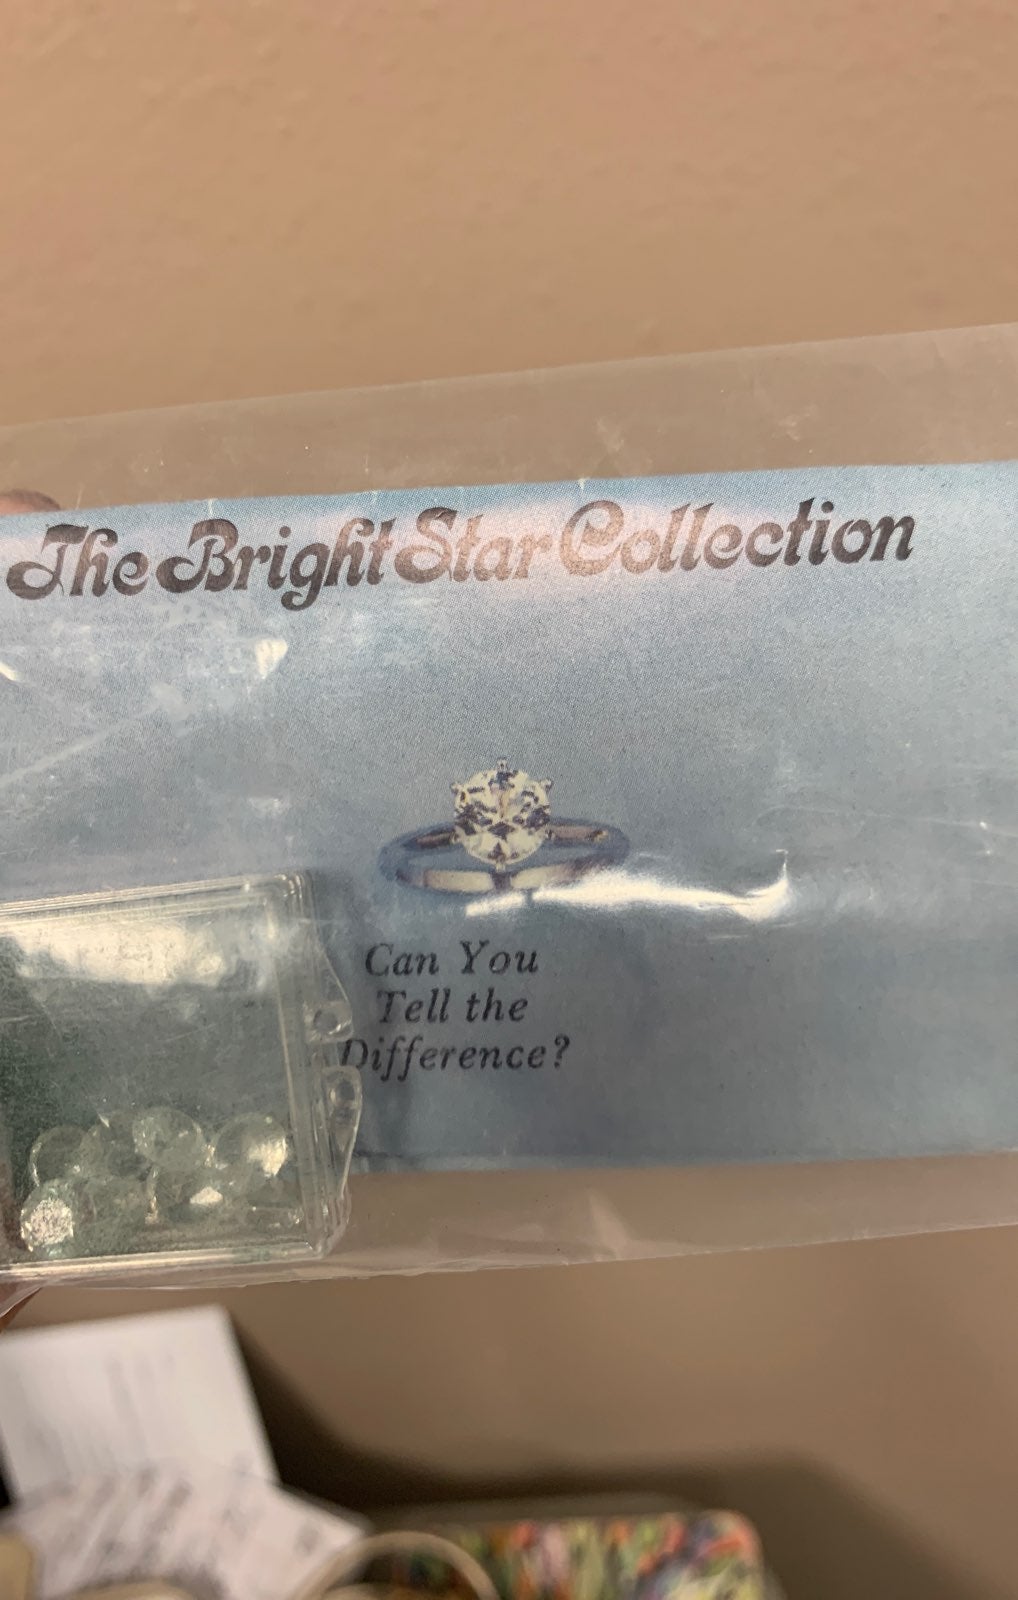 The Bright Star Collection
Can You
Tell the
Difference?